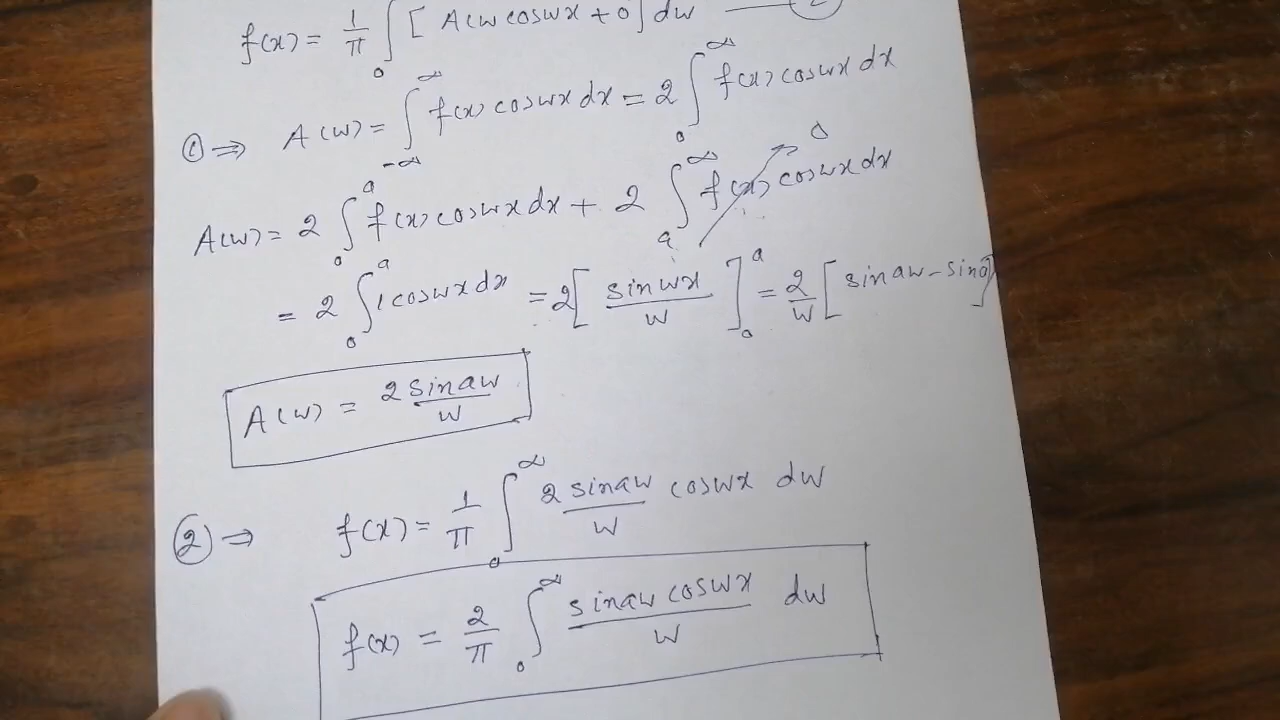 f(x) = 1/π ∫₀ [ A(w cos wx + 0 ] dw —— 2
① ⇒ A(w) = ∫_{-∞}^{∞} f(x) cos wx dx = 2 ∫₀^∞ f(x) cos wx dx
A(w) = 2 ∫₀^a f(x) cos wx dx + 2 ∫_a^∞ f(x) cos wx dx → 0
= 2 ∫₀^a 1 cos wx dx = 2 [ sin wx / w ]₀^a = 2/w [ sin aw - sin 0 ]
A(w) = 2 sin aw / w
② ⇒ f(x) = 1/π ∫₀^∞ 2 sin aw / w cos wx dw
f(x) = 2/π ∫₀^∞ sin aw cos wx / w dw